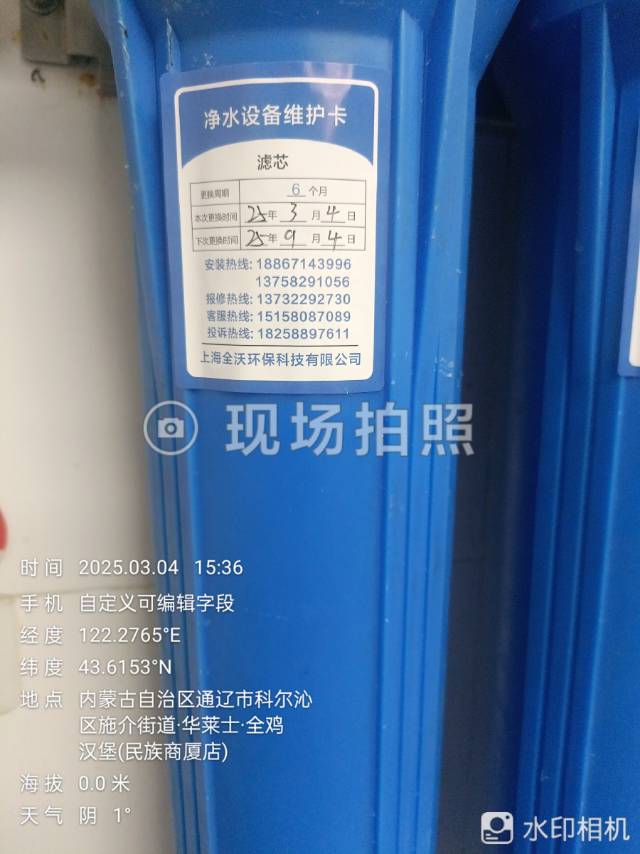 净水设备维护卡
滤芯
更换周期 6 个月
本次更换时间 25年 3 月 4 日
下次更换时间 25年 9 月 4 日
安装热线: 18867143996
13758291056
报修热线: 13732292730
客服热线: 15158087089
投诉热线: 18258897611
上海全沃环保科技有限公司
现场拍照
时间 2025.03.04 15:36
手机 自定义可编辑字段
经度 122.2765°E
纬度 43.6153°N
地点 内蒙古自治区通辽市科尔沁
区施介街道·华莱士·全鸡
汉堡(民族商厦店)
海拔 0.0 米
天气 阴 1°
水印相机